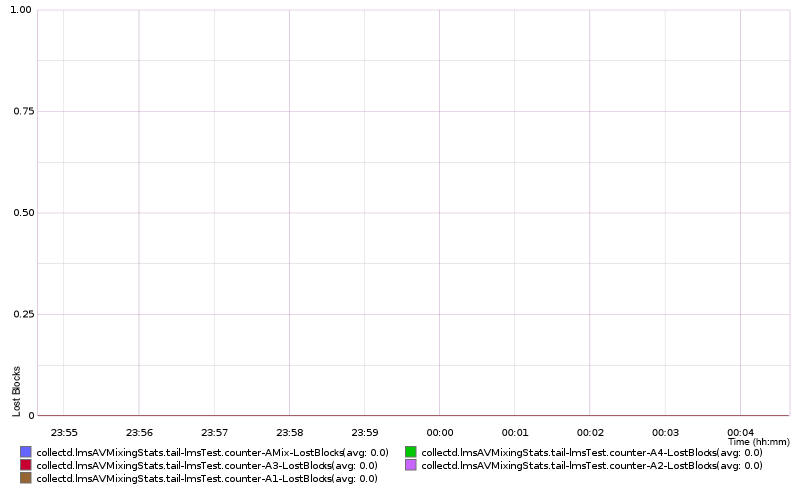 1.00
0.75
0.50
0.25
Lost Blocks
0
23:55 23:56 23:57 23:58 23:59 00:00 00:01 00:02 00:03 00:04
Time (hh:mm)
collectd.lmsAVMixingStats.tail-lmsTest.counter-AMix-LostBlocks(avg: 0.0) collectd.lmsAVMixingStats.tail-lmsTest.counter-A4-LostBlocks(avg: 0.0)
collectd.lmsAVMixingStats.tail-lmsTest.counter-A3-LostBlocks(avg: 0.0) collectd.lmsAVMixingStats.tail-lmsTest.counter-A2-LostBlocks(avg: 0.0)
collectd.lmsAVMixingStats.tail-lmsTest.counter-A1-LostBlocks(avg: 0.0)